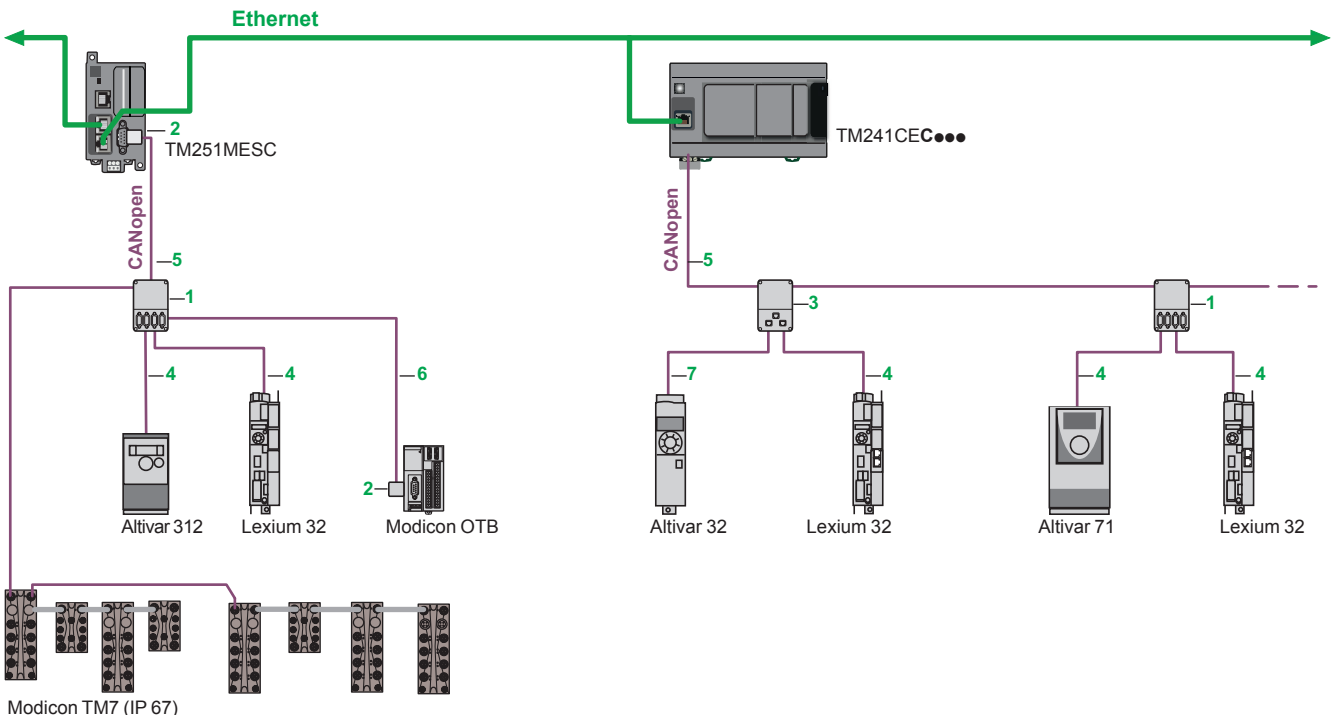 Ethernet
2
TM251MESC
TM241CEC●●●
CANopen
5
CANopen
5
1
3
1
4
4
6
7
4
4
4
2
Altivar 312
Lexium 32
Modicon OTB
Altivar 32
Lexium 32
Altivar 71
Lexium 32
Modicon TM7 (IP 67)